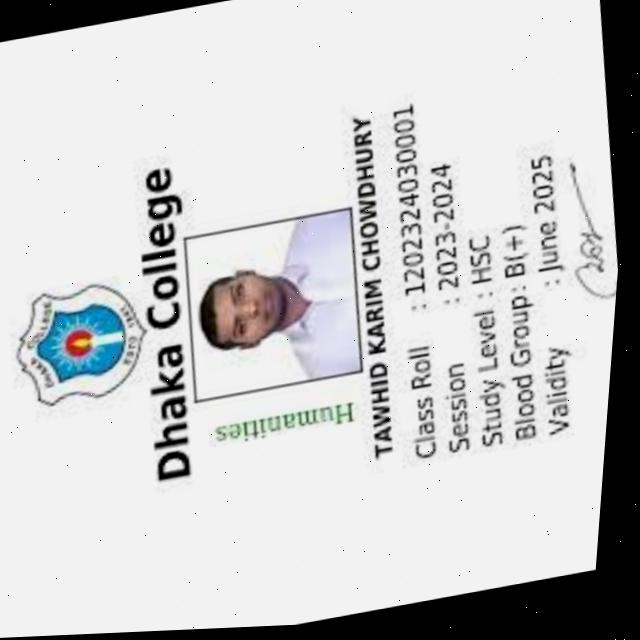 Dhaka College
Humanities
TAWHID KARIM CHOWDHURY
Class Roll : 1202324030001
Session : 2023-2024
Study Level : HSC
Blood Group : B(+)
Validity : June 2025